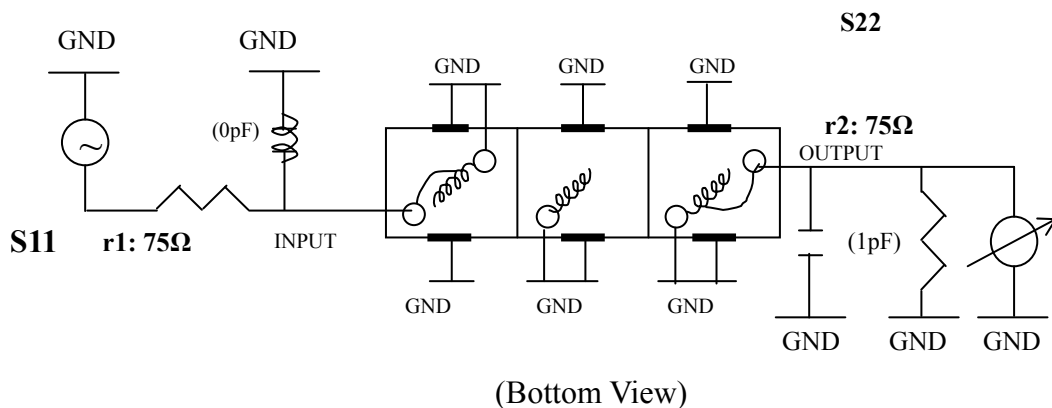 S22
GND
GND
GND
GND
GND
(0pF)
r2: 75Ω
OUTPUT
S11
r1: 75Ω
INPUT
(1pF)
GND
GND
GND
GND
GND
GND
(Bottom View)